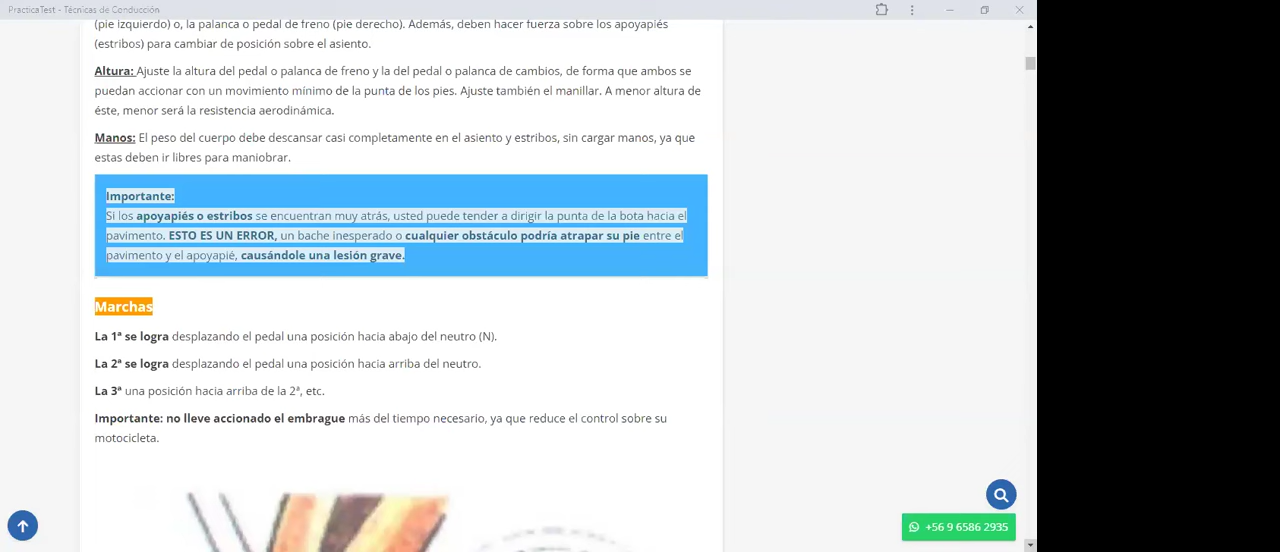 PracticaTest - Técnicas de Conducción
(pie izquierdo) o, la palanca o pedal de freno (pie derecho). Además, deben hacer fuerza sobre los apoyapiés
(estribos) para cambiar de posición sobre el asiento.
Altura: Ajuste la altura del pedal o palanca de freno y la del pedal o palanca de cambios, de forma que ambos se
puedan accionar con un movimiento mínimo de la punta de los pies. Ajuste también el manillar. A menor altura de
éste, menor será la resistencia aerodinámica.
Manos: El peso del cuerpo debe descansar casi completamente en el asiento y estribos, sin cargar manos, ya que
estas deben ir libres para maniobrar.
Importante:
Si los apoyapiés o estribos se encuentran muy atrás, usted puede tender a dirigir la punta de la bota hacia el
pavimento. ESTO ES UN ERROR, un bache inesperado o cualquier obstáculo podría atrapar su pie entre el
pavimento y el apoyapié, causándole una lesión grave.
Marchas
La 1ª se logra desplazando el pedal una posición hacia abajo del neutro (N).
La 2ª se logra desplazando el pedal una posición hacia arriba del neutro.
La 3ª una posición hacia arriba de la 2ª, etc.
Importante: no lleve accionado el embrague más del tiempo necesario, ya que reduce el control sobre su
motocicleta.
+56 9 6586 2935